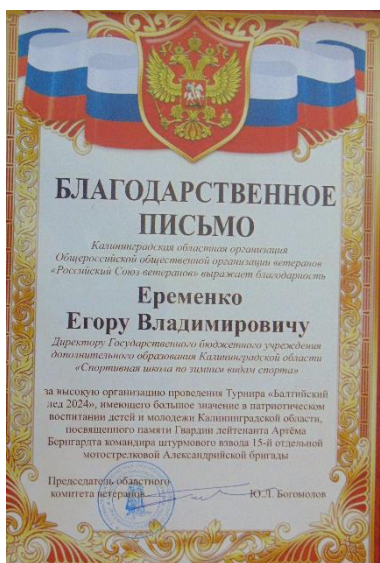 БЛАГОДАРСТВЕННОЕ
ПИСЬМО
Калининградская областная организация
Общероссийской общественной организации ветеранов
«Российский Союз ветеранов» выражает благодарность
Еременко
Егору Владимировичу
Директору Государственного бюджетного учреждения
дополнительного образования Калининградской области
«Спортивная школа по зимним видам спорта»
за высокую организацию проведения Турнира «Балтийский
лед 2024», имеющего большое значение в патриотическом
воспитании детей и молодежи Калининградской области,
посвященного памяти Гвардии лейтенанта Артёма
Бернгардта командира штурмового взвода 15-й отдельной
мотострелковой Александрийской бригады
Председатель областного
комитета ветеранов Ю.Л. Богомолов